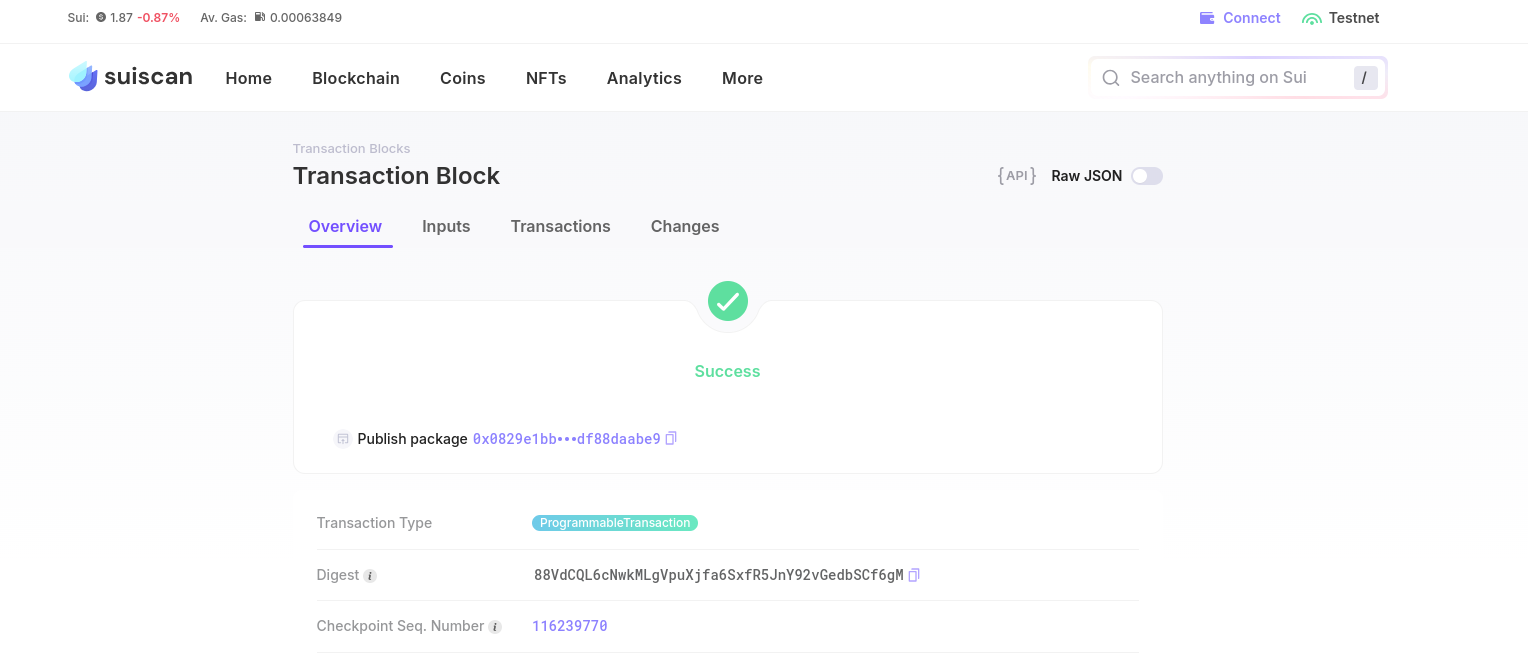 Sui: 1.87 -0.87% Av. Gas: 0.00063849 Connect Testnet
suiscan Home Blockchain Coins NFTs Analytics More Search anything on Sui /
Transaction Blocks
Transaction Block {API} Raw JSON
Overview Inputs Transactions Changes
Success
Publish package 0x0829e1bb•••df88daabe9
Transaction Type ProgrammableTransaction
Digest i 88VdCQL6cNwkMLgVpuXjfa6SxfR5JnY92vGedbSCf6gM
Checkpoint Seq. Number i 116239770